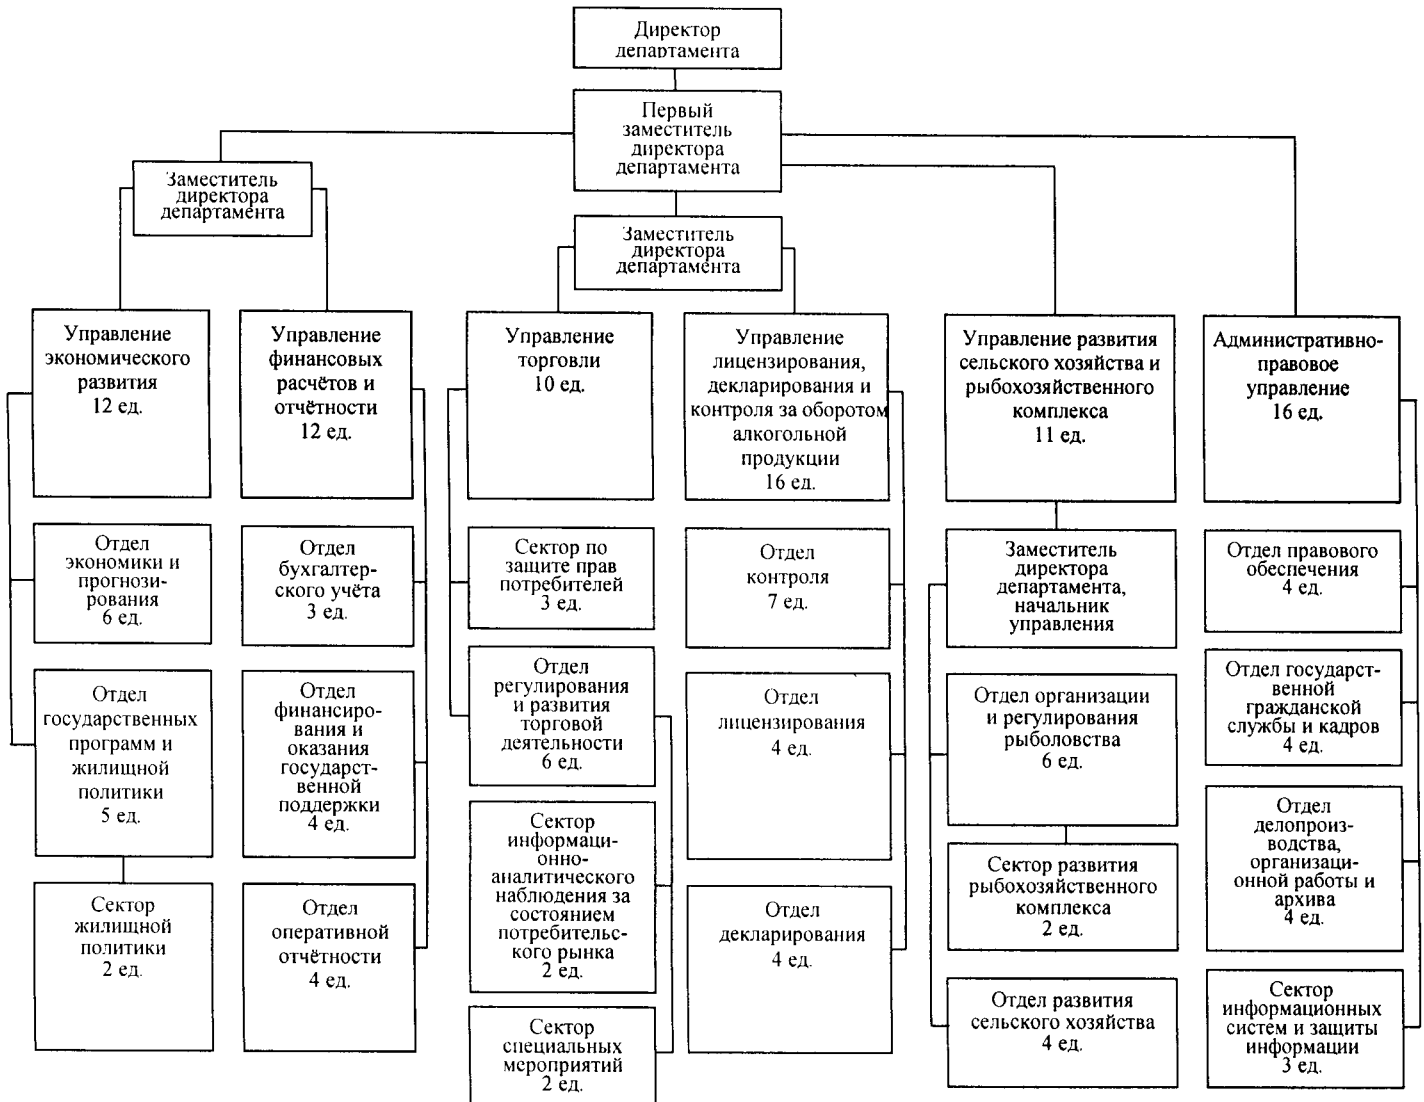 Директор
департамента
Первый
заместитель
директора
департамента
Заместитель
директора
департамента
Заместитель
директора
департамента
Управление
экономического
развития
12 ед.
Управление
финансовых
расчётов и
отчётности
12 ед.
Управление
торговли
10 ед.
Управление
лицензирования,
декларирования и
контроля за оборотом
алкогольной
продукции
16 ед.
Управление развития
сельского хозяйства и
рыбохозяйственного
комплекса
11 ед.
Административно-
правовое
управление
16 ед.
Отдел
экономики и
прогнози-
рования
6 ед.
Отдел
бухгалтер-
ского учёта
3 ед.
Сектор по
защите прав
потребителей
3 ед.
Отдел
контроля
7 ед.
Заместитель
директора
департамента,
начальник
управления
Отдел правового
обеспечения
4 ед.
Отдел
государственных
программ и
жилищной
политики
5 ед.
Отдел
финансиро-
вания и
оказания
государст-
венной
поддержки
4 ед.
Отдел
регулирования
и развития
торговой
деятельности
6 ед.
Отдел
лицензирования
4 ед.
Отдел организации
и регулирования
рыболовства
6 ед.
Отдел государст-
венной
гражданской
службы и кадров
4 ед.
Сектор
жилищной
политики
2 ед.
Отдел
оперативной
отчётности
4 ед.
Сектор
информаци-
онно-
аналитического
наблюдения за
состоянием
потребительс-
кого рынка
2 ед.
Отдел
декларирования
4 ед.
Сектор развития
рыбохозяйственного
комплекса
2 ед.
Отдел
делопроиз-
водства,
организаци-
онной работы и
архива
4 ед.
Сектор
специальных
мероприятий
2 ед.
Отдел развития
сельского хозяйства
4 ед.
Сектор
информационных
систем и защиты
информации
3 ед.